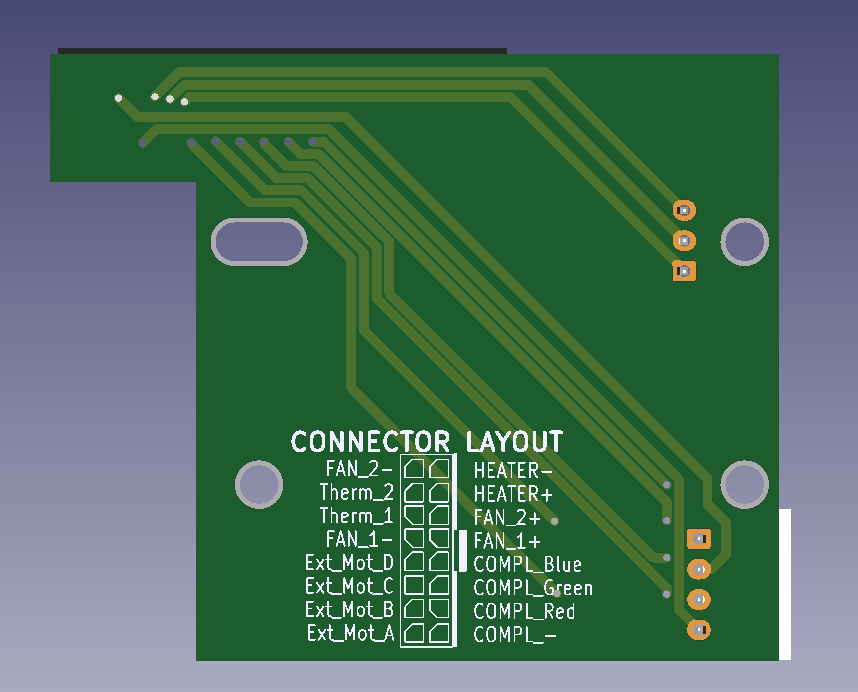 CONNECTOR LAYOUT
FAN_2- HEATER-
Therm_2 HEATER+
Therm_1 FAN_2+
FAN_1- FAN_1+
Ext_Mot_D COMPL_Blue
Ext_Mot_C COMPL_Green
Ext_Mot_B COMPL_Red
Ext_Mot_A COMPL_-